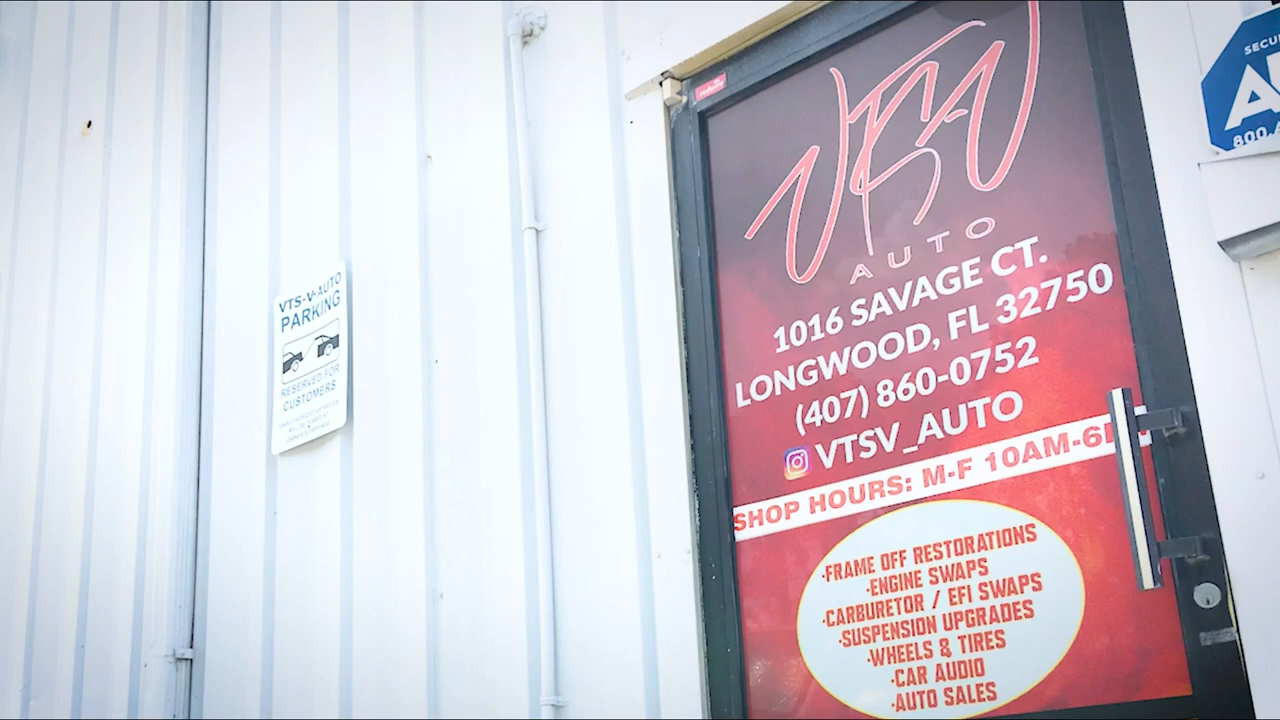 VTSV
AUTO
1016 SAVAGE CT.
LONGWOOD, FL 32750
(407) 860-0752
VTSV_AUTO
SHOP HOURS: M-F 10AM-6
·FRAME OFF RESTORATIONS
·ENGINE SWAPS
·CARBURETOR / EFI SWAPS
·SUSPENSION UPGRADES
·WHEELS & TIRES
·CAR AUDIO
·AUTO SALES
VTS-V-AUTO
PARKING
RESERVED FOR
CUSTOMERS
800